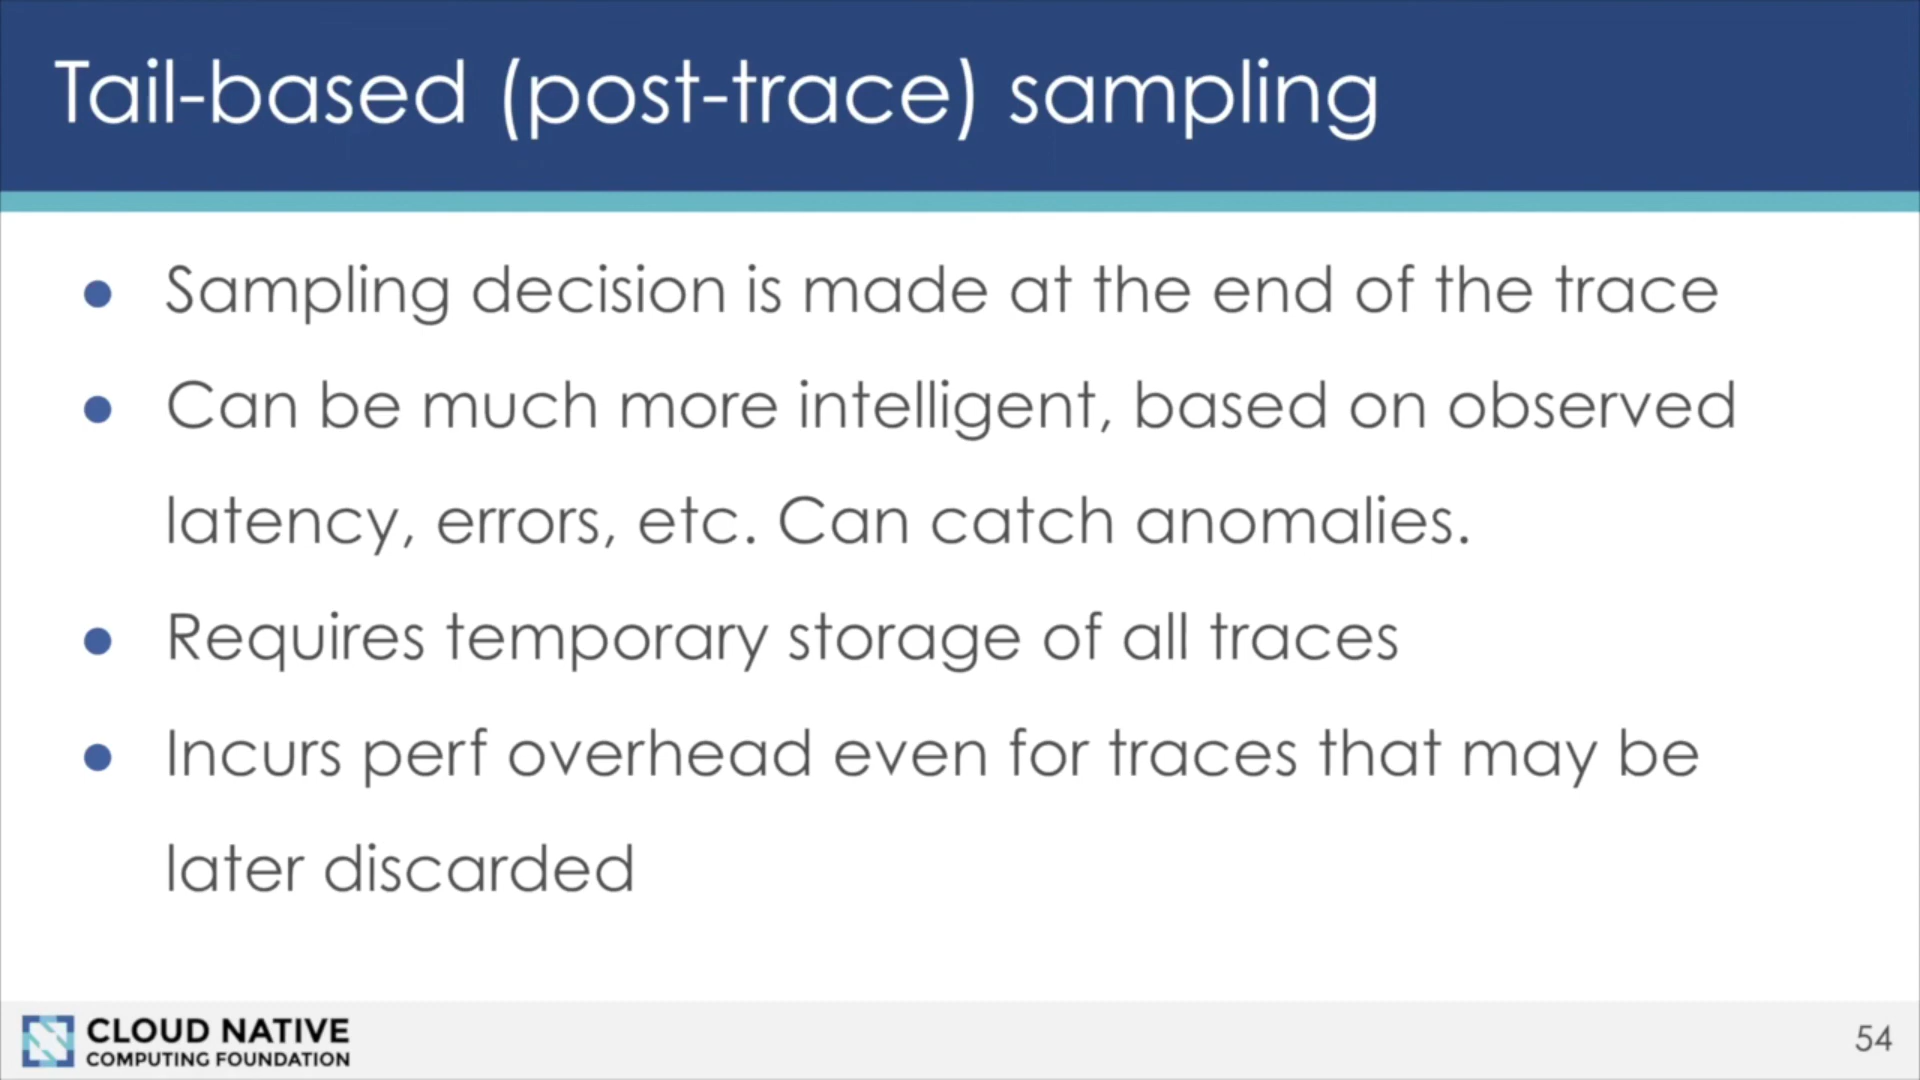 Tail-based (post-trace) sampling
● Sampling decision is made at the end of the trace
● Can be much more intelligent, based on observed
latency, errors, etc. Can catch anomalies.
● Requires temporary storage of all traces
● Incurs perf overhead even for traces that may be
later discarded
CLOUD NATIVE
COMPUTING FOUNDATION
54